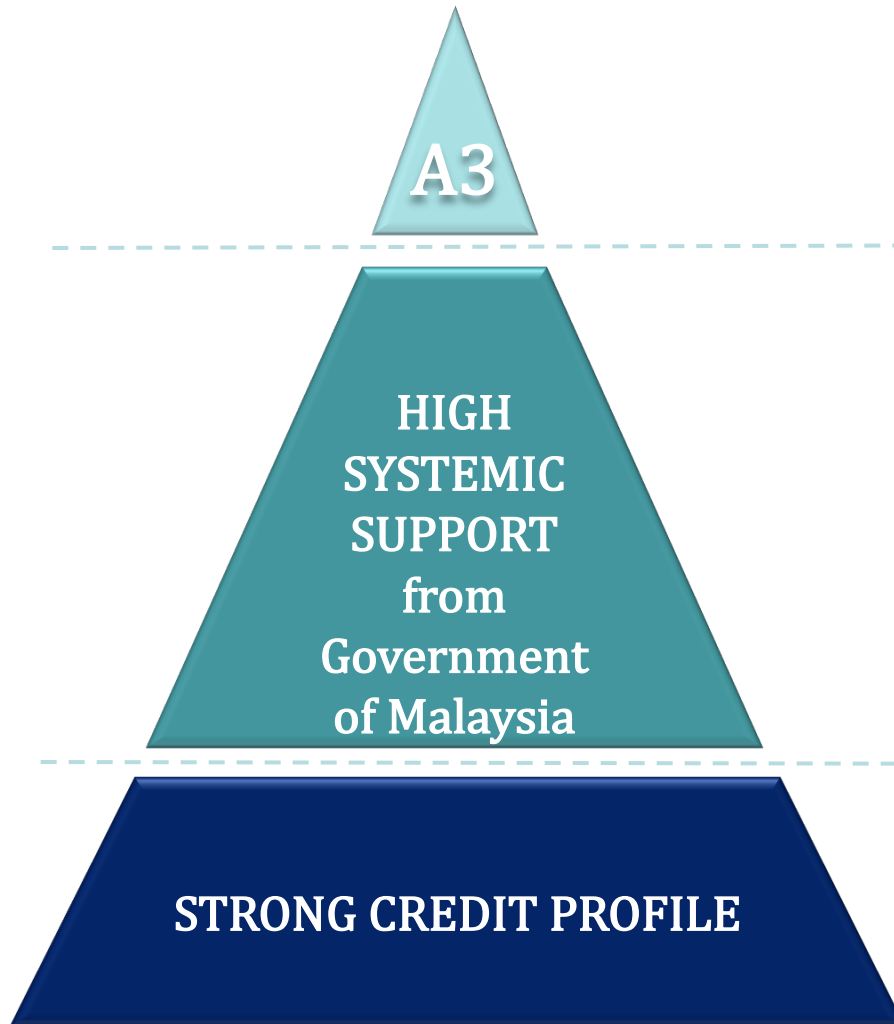 A3
HIGH
SYSTEMIC
SUPPORT
from
Government
of Malaysia
STRONG CREDIT PROFILE